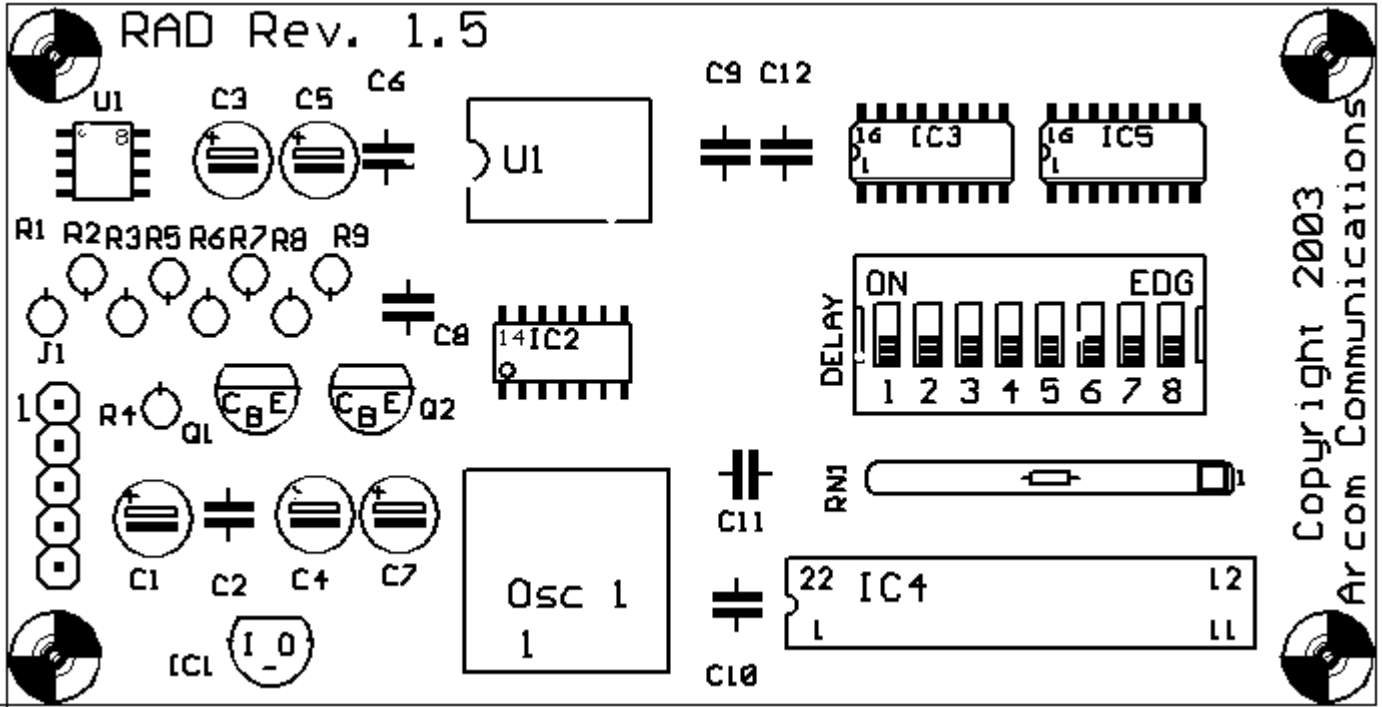 RAD Rev. 1.5
U1
C3
C5
C6
C9
C12
8
U1
16
IC3
1
16
IC5
1
R1
R2
R3
R5
R6
R7
R8
R9
C8
14
IC2
DELAY
ON
EDG
1 2 3 4 5 6 7 8
J1
1
R4
Q1
C B E
C B E
Q2
C11
RN1
1
C1
C2
C4
C7
Osc 1
1
C10
22
IC4
12
1
11
IC1
I _ O
Copyright 2003
Arcom Communications